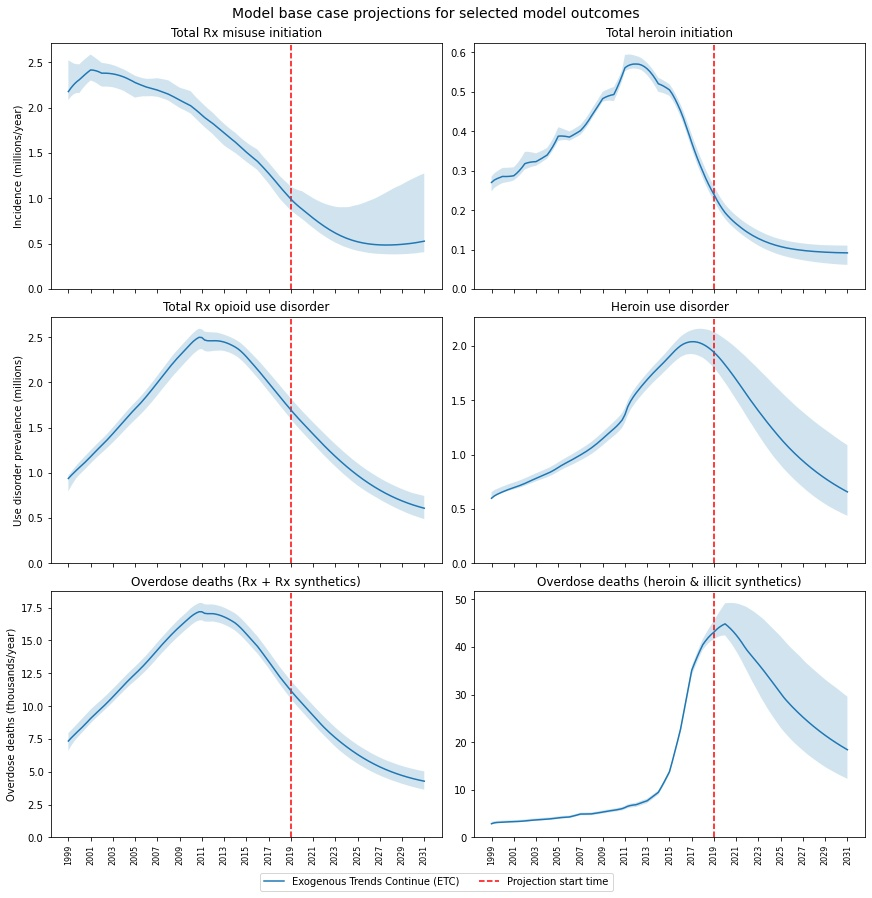 Model base case projections for selected model outcomes
Total Rx misuse initiation
Incidence (millions/year)
2.5
2.0
1.5
1.0
0.5
0.0
Total heroin initiation
0.6
0.5
0.4
0.3
0.2
0.1
0.0
Total Rx opioid use disorder
Use disorder prevalence (millions)
2.5
2.0
1.5
1.0
0.5
0.0
Heroin use disorder
2.0
1.5
1.0
0.5
0.0
Overdose deaths (Rx + Rx synthetics)
Overdose deaths (thousands/year)
17.5
15.0
12.5
10.0
7.5
5.0
2.5
0.0
1999 2001 2003 2005 2007 2009 2011 2013 2015 2017 2019 2021 2023 2025 2027 2029 2031
Overdose deaths (heroin & illicit synthetics)
50
40
30
20
10
0
1999 2001 2003 2005 2007 2009 2011 2013 2015 2017 2019 2021 2023 2025 2027 2029 2031
Exogenous Trends Continue (ETC) Projection start time